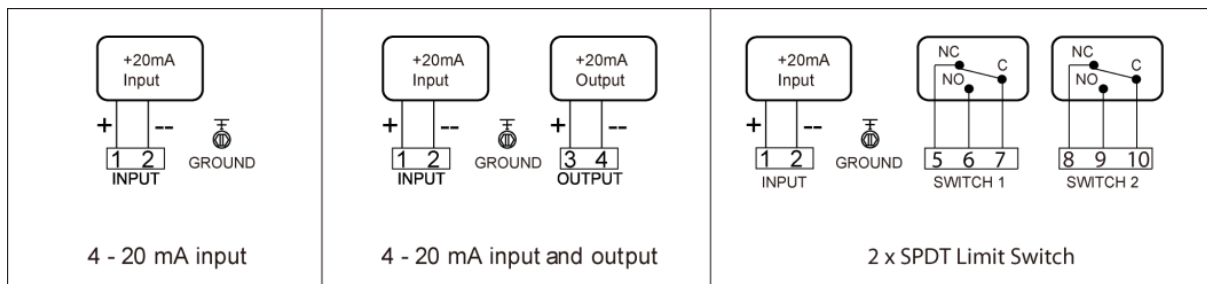 +20mA
Input
+ --
1 2
INPUT
GROUND
4 - 20 mA input
+20mA
Input
+ --
1 2
INPUT
GROUND
+20mA
Output
+ --
3 4
OUTPUT
4 - 20 mA input and output
+20mA
Input
+ --
1 2
INPUT
GROUND
NC
C
NO
5 6 7
SWITCH 1
NC
C
NO
8 9 10
SWITCH 2
2 x SPDT Limit Switch